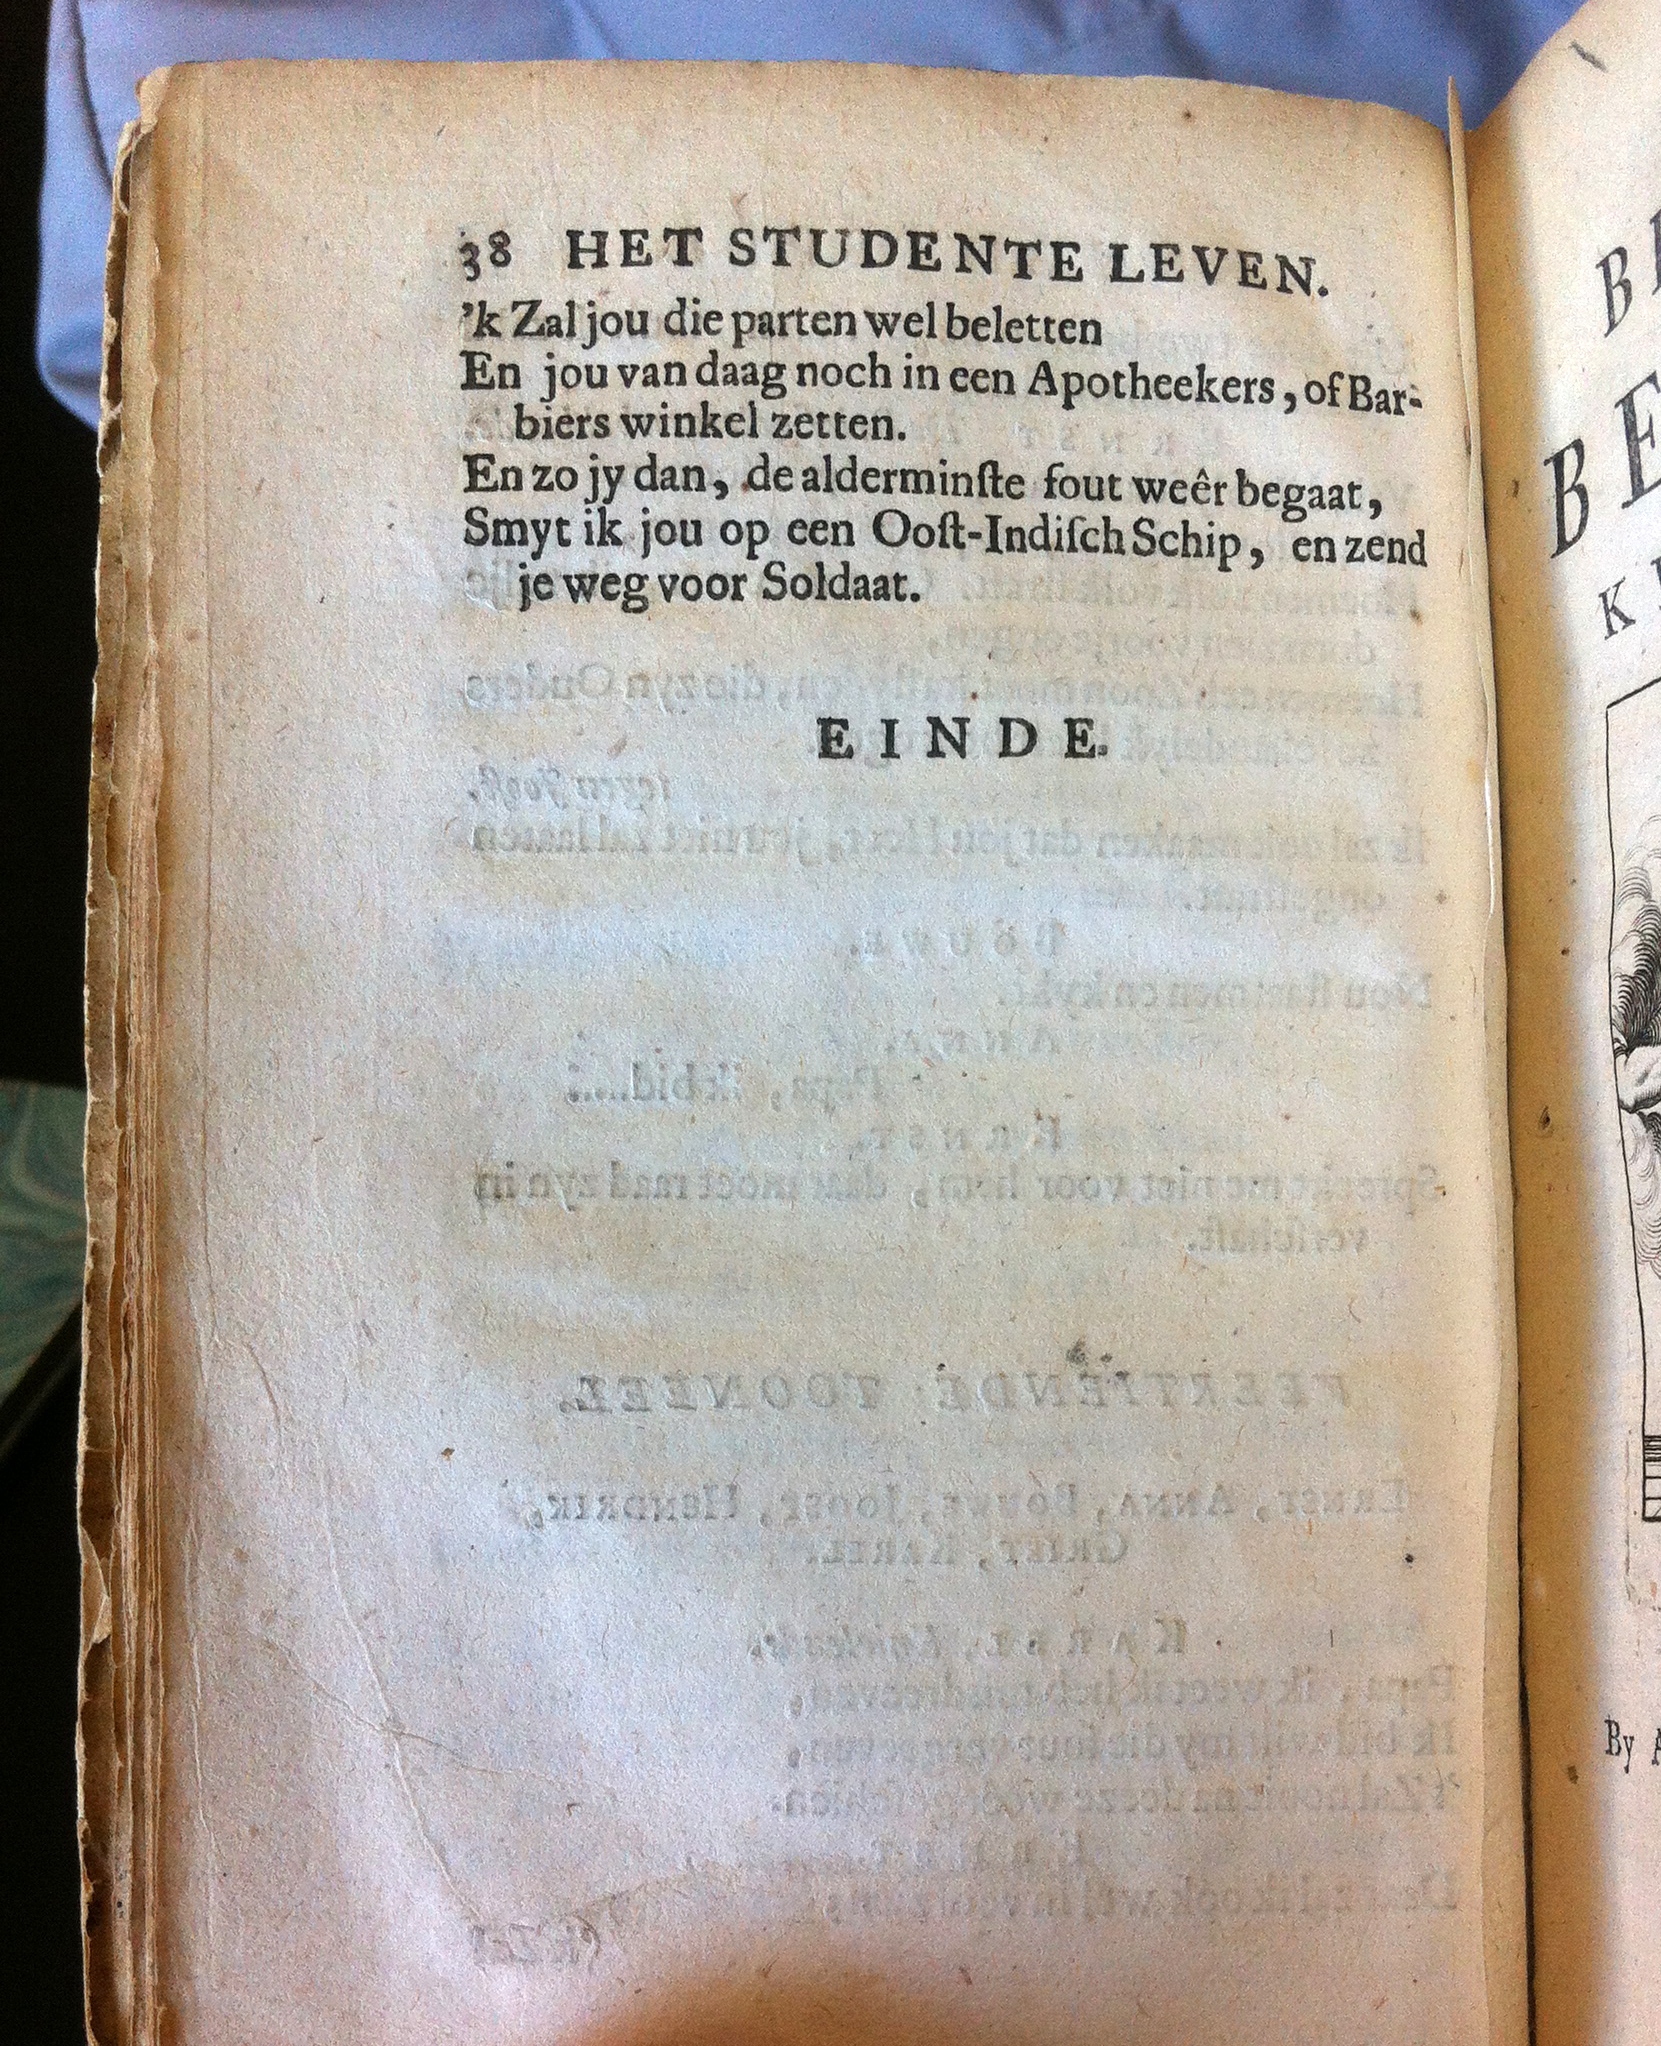 38 HET STUDENTE LEVEN.
'k Zal jou die parten wel beletten
En jou van daag noch in een Apotheekers, of Bar-
biers winkel zetten.
En zo jy dan, de alderminſte fout weêr begaat,
Smyt ik jou op een Ooſt-Indiſch Schip, en zend
je weg voor Soldaat.
EINDE.
By